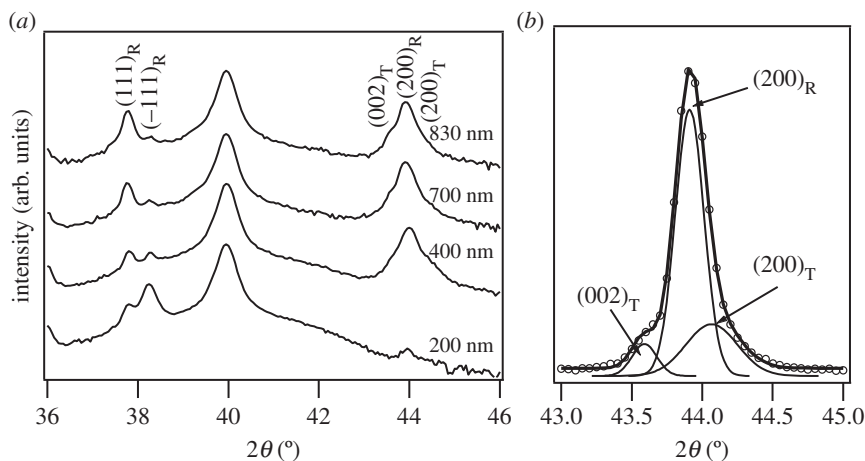 (a)
(111)R
(−111)R
(002)T
(200)R
(200)T
830 nm
700 nm
400 nm
200 nm
intensity (arb. units)
36 38 40 42 44 46
2θ (º)
(b)
(200)R
(200)T
(002)T
43.0 43.5 44.0 44.5 45.0
2θ (º)